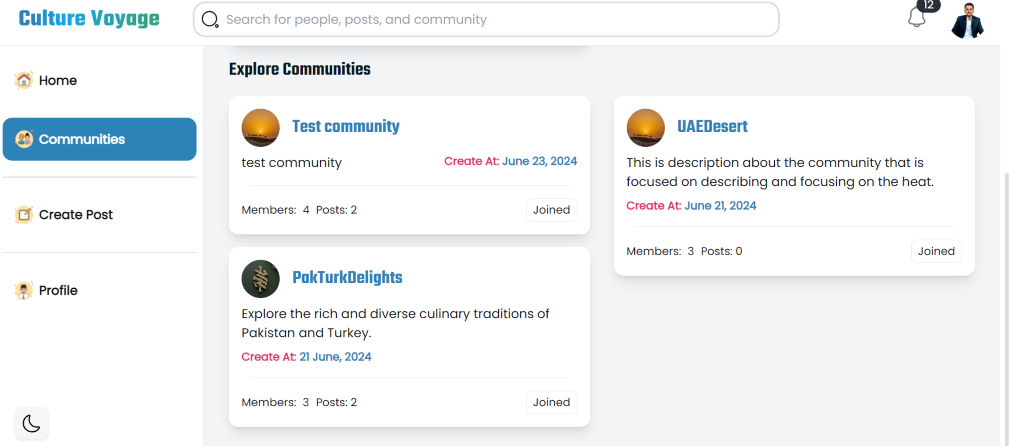 Culture Voyage
Search for people, posts, and community
12
Home
Communities
Create Post
Profile
Explore Communities
Test community
test community
Create At: June 23, 2024
Members: 4 Posts: 2
Joined
UAEDesert
This is description about the community that is
focused on describing and focusing on the heat.
Create At: June 21, 2024
Members: 3 Posts: 0
Joined
PakTurkDelights
Explore the rich and diverse culinary traditions of
Pakistan and Turkey.
Create At: 21 June, 2024
Members: 3 Posts: 2
Joined